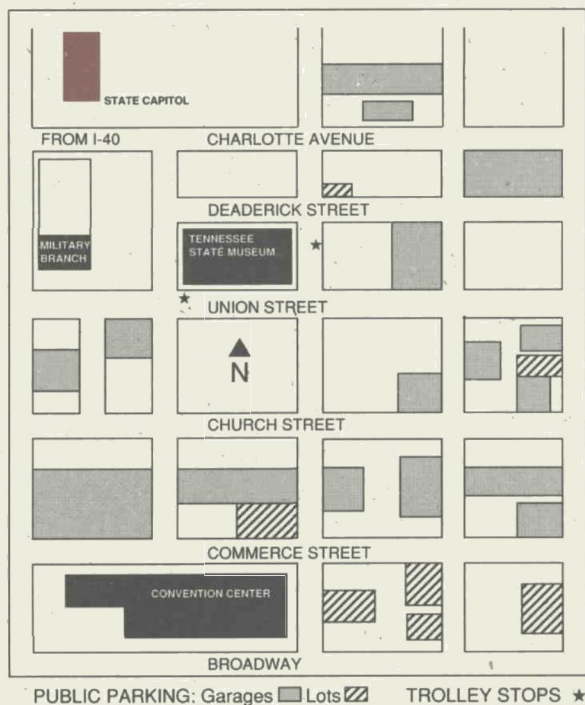 STATE CAPITOL
FROM I-40 CHARLOTTE AVENUE
DEADERICK STREET
MILITARY
BRANCH
TENNESSEE
STATE MUSEUM
UNION STREET
N
CHURCH STREET
COMMERCE STREET
CONVENTION CENTER
BROADWAY
PUBLIC PARKING: Garages Lots TROLLEY STOPS ★